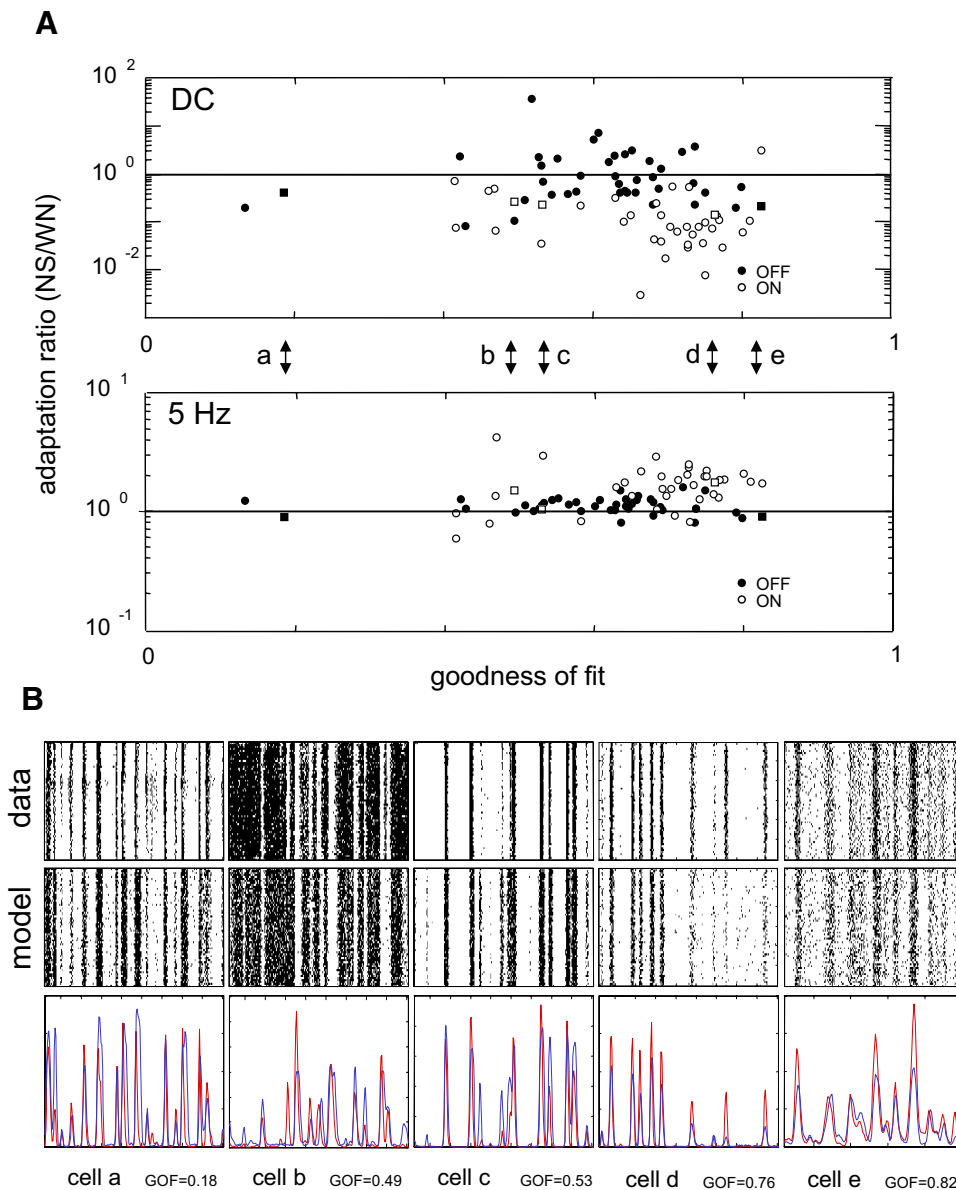 A
adaptation ratio (NS/WN)
DC
10 2
10 0
10 -2
OFF
ON
0
1
a
b
c
d
e
5 Hz
10 1
10 0
10 -1
OFF
ON
0
1
goodness of fit
B
data
model
cell a GOF=0.18
cell b GOF=0.49
cell c GOF=0.53
cell d GOF=0.76
cell e GOF=0.82